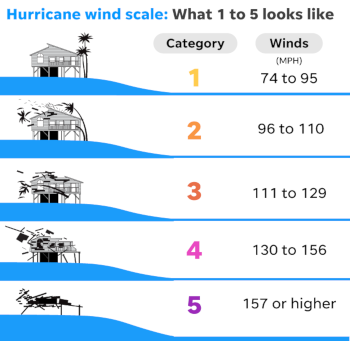 Hurricane wind scale: What 1 to 5 looks like
Category Winds
(MPH)
1 74 to 95
2 96 to 110
3 111 to 129
4 130 to 156
5 157 or higher